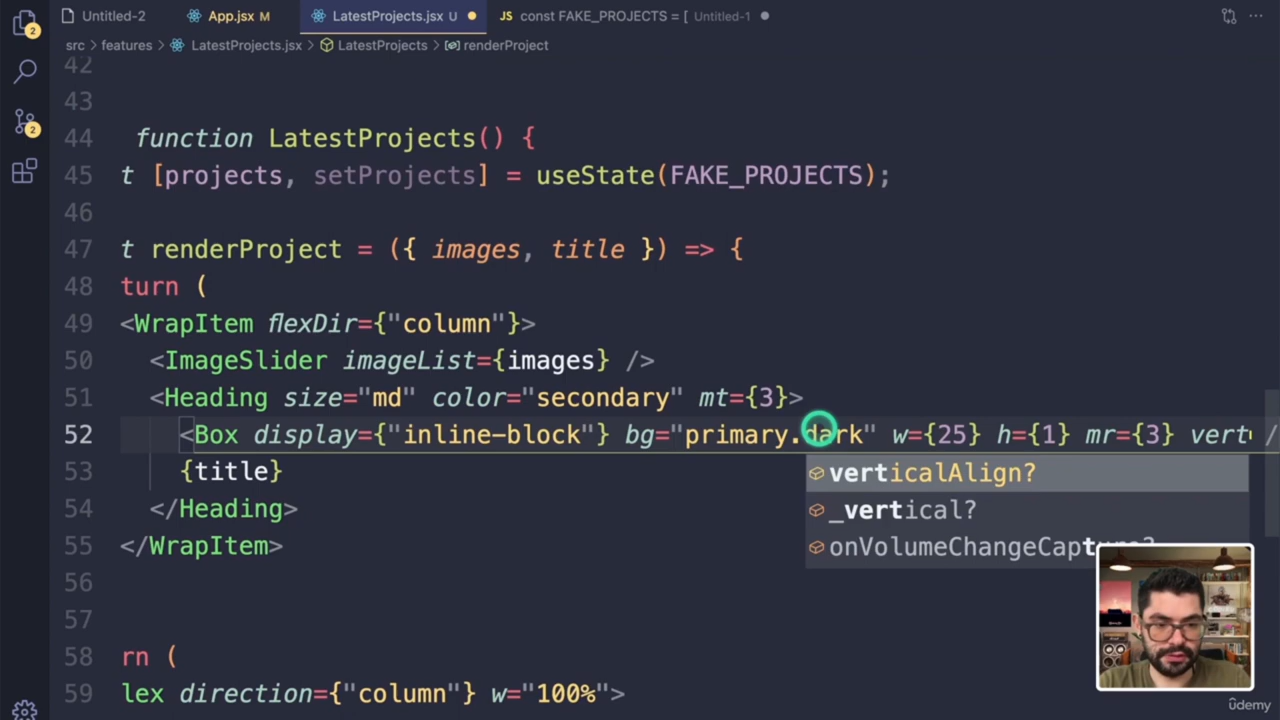 Untitled-2
App.jsx M
LatestProjects.jsx U
JS const FAKE_PROJECTS = [ Untitled-1
src > features > LatestProjects.jsx > LatestProjects > renderProject
2
2
42
43
44 function LatestProjects() {
45 t [projects, setProjects] = useState(FAKE_PROJECTS);
46
47 t renderProject = ({ images, title }) => {
48 turn (
49 <WrapItem flexDir={"column"}>
50 <ImageSlider imageList={images} />
51 <Heading size="md" color="secondary" mt={3}>
52 <Box display={"inline-block"} bg="primary.dark" w={25} h={1} mr={3} vert /
verticalAlign?
53 {title}
_vertical?
54 </Heading>
onVolumeChangeCapture?
55 </WrapItem>
56
57
58 rn (
59 lex direction={"column"} w="100%">
ûdemy